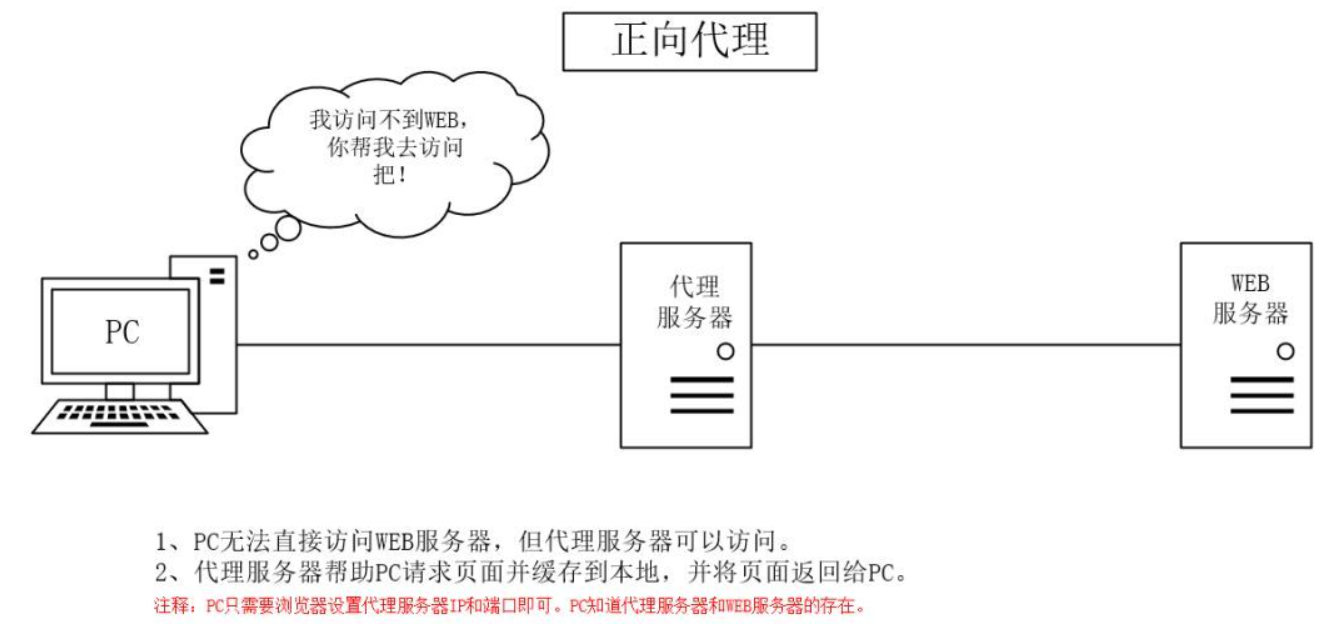 正向代理
我访问不到WEB，
你帮我去访问
把！
PC
代理
服务器
WEB
服务器
1、PC无法直接访问WEB服务器，但代理服务器可以访问。
2、代理服务器帮助PC请求页面并缓存到本地，并将页面返回给PC。
注释：PC只需要浏览器设置代理服务器IP和端口即可。PC知道代理服务器和WEB服务器的存在。